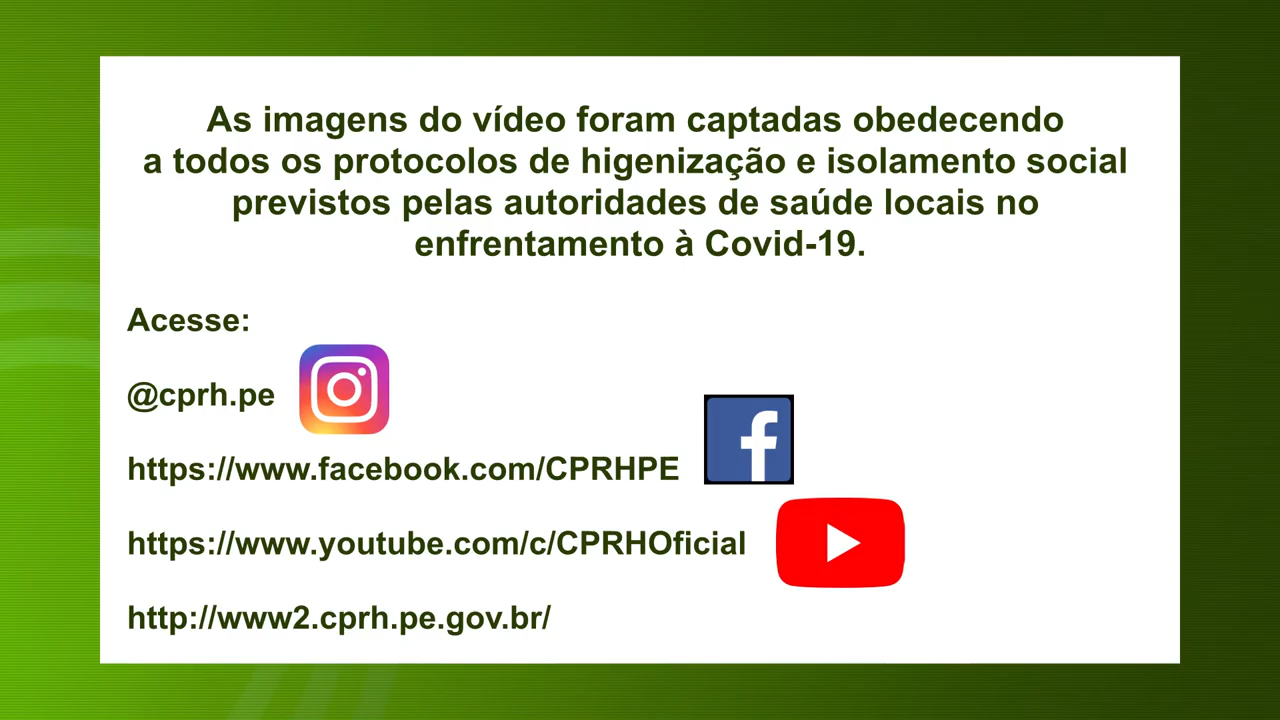 As imagens do vídeo foram captadas obedecendo
a todos os protocolos de higenização e isolamento social
previstos pelas autoridades de saúde locais no
enfrentamento à Covid-19.
Acesse:
@cprh.pe
https://www.facebook.com/CPRHPE
https://www.youtube.com/c/CPRHOficial
http://www2.cprh.pe.gov.br/